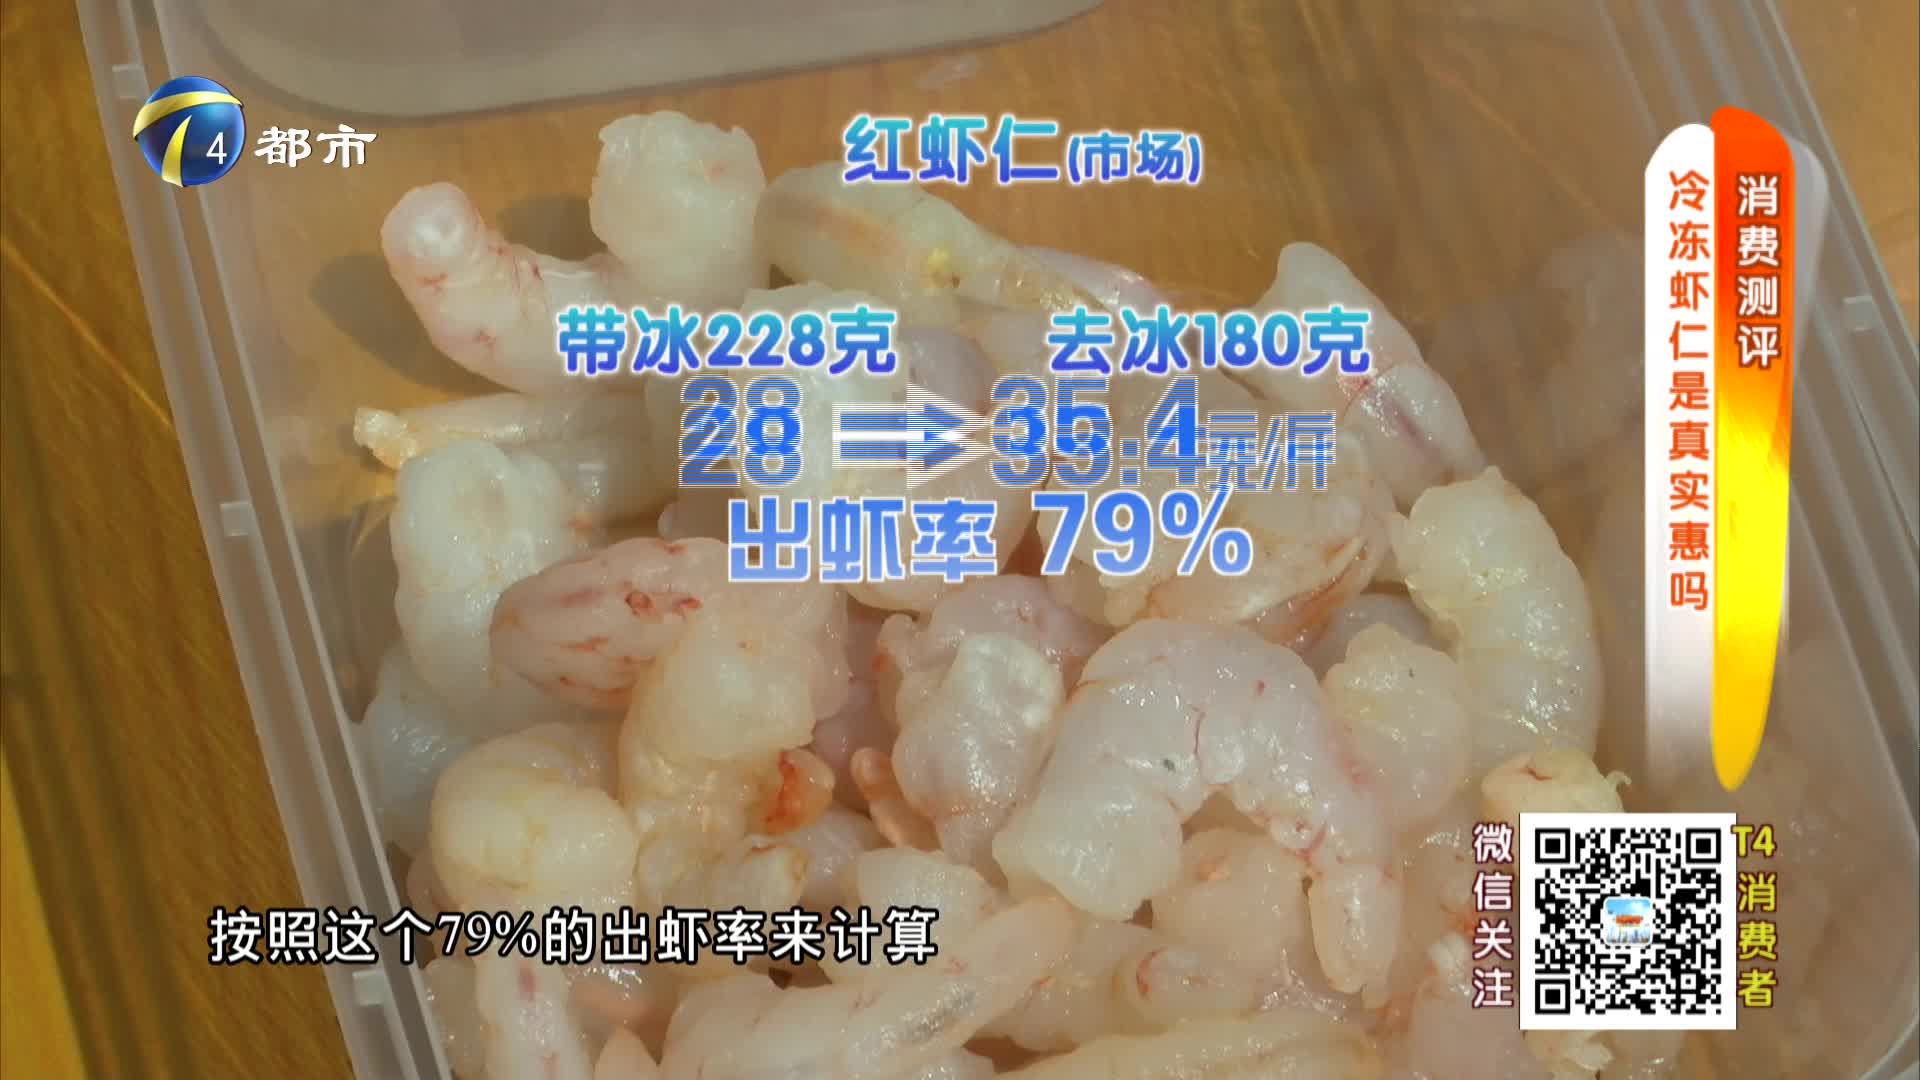 4 都市
红虾仁(市场)
带冰228克
去冰180克
28 35.4元/斤
出虾率 79%
按照这个79%的出虾率来计算
消费测评
冷冻虾仁是真实惠吗
微信关注
T4消费者